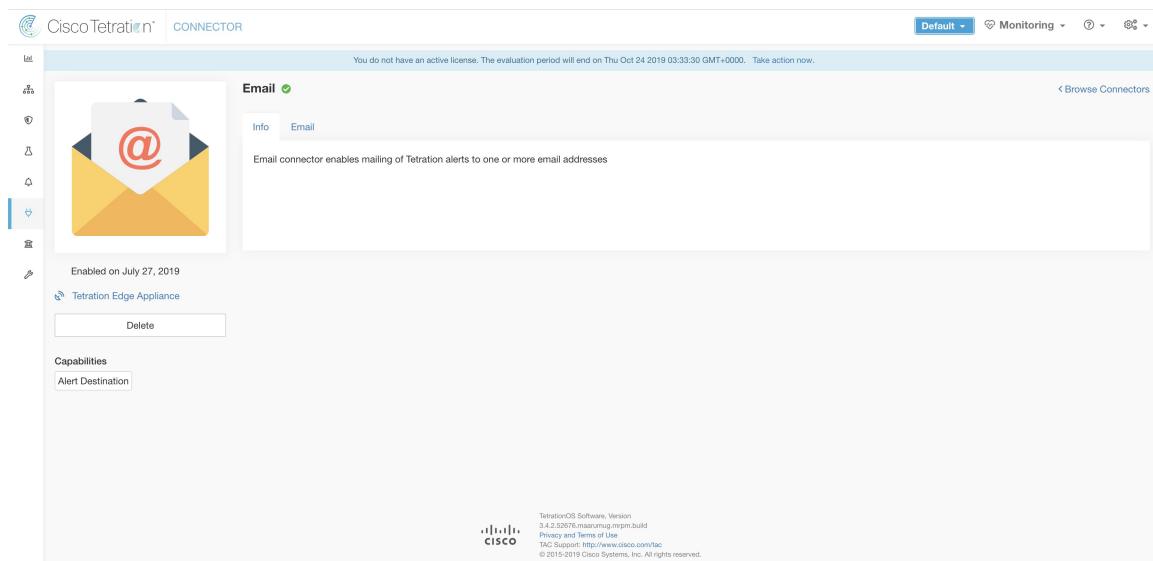 Cisco Tetration™ CONNECTOR Default Monitoring
You do not have an active license. The evaluation period will end on Thu Oct 24 2019 03:33:30 GMT+0000. Take action now.
@
Email
< Browse Connectors
Info Email
Email connector enables mailing of Tetration alerts to one or more email addresses
Enabled on July 27, 2019
Tetration Edge Appliance
Delete
Capabilities
Alert Destination
CISCO
TetrationOS Software, Version
3.4.2.52676.maarumug.mrpm.build
Privacy and Terms of Use
TAC Support: http://www.cisco.com/tac
© 2015-2019 Cisco Systems, Inc. All rights reserved.